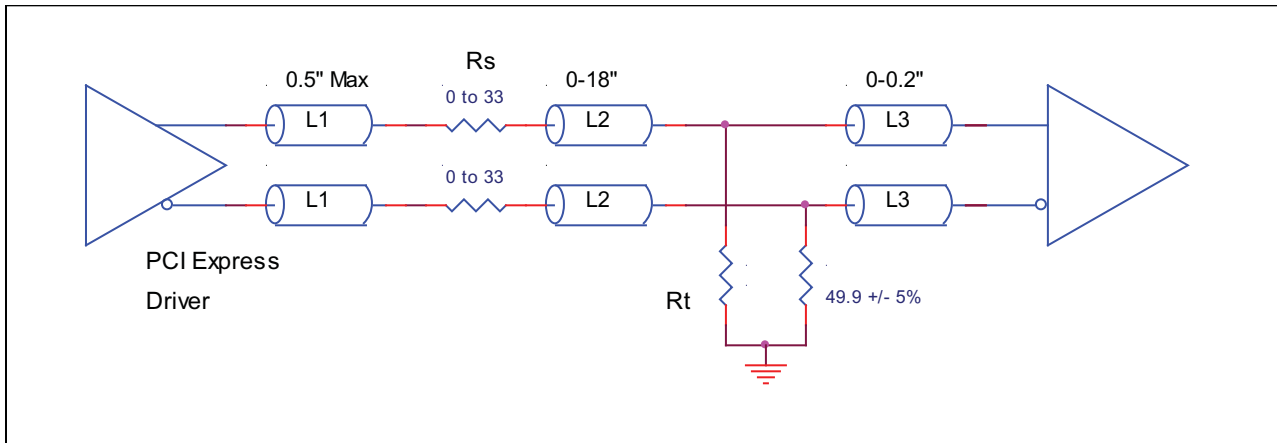 Rs
0.5" Max
0-18"
0-0.2"
0 to 33
L1
L2
L3
0 to 33
L1
L2
L3
PCI Express
Driver
Rt
49.9 +/- 5%